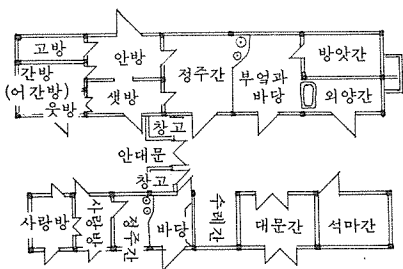 고방
안방
정주간
부엌과
바당
방앗간
간방
(어 간방)
샛방
외양간
웃방
창고
안대문
창고
사랑방
사랑방
정주간
바당
수레간
대문간
석마간